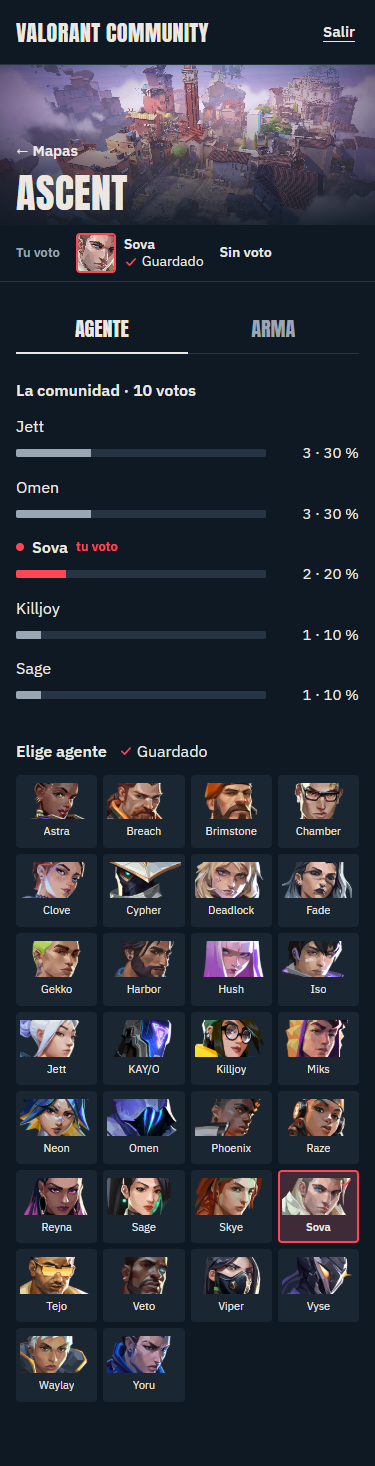 VALORANT COMMUNITY Salir
← Mapas
ASCENT
Tu voto Sova ✓ Guardado Sin voto
AGENTE ARMA
La comunidad · 10 votos
Jett
3 · 30 %
Omen
3 · 30 %
Sova tu voto
2 · 20 %
Killjoy
1 · 10 %
Sage
1 · 10 %
Elige agente ✓ Guardado
Astra Breach Brimstone Chamber
Clove Cypher Deadlock Fade
Gekko Harbor Hush Iso
Jett KAY/O Killjoy Miks
Neon Omen Phoenix Raze
Reyna Sage Skye Sova
Tejo Veto Viper Vyse
Waylay Yoru